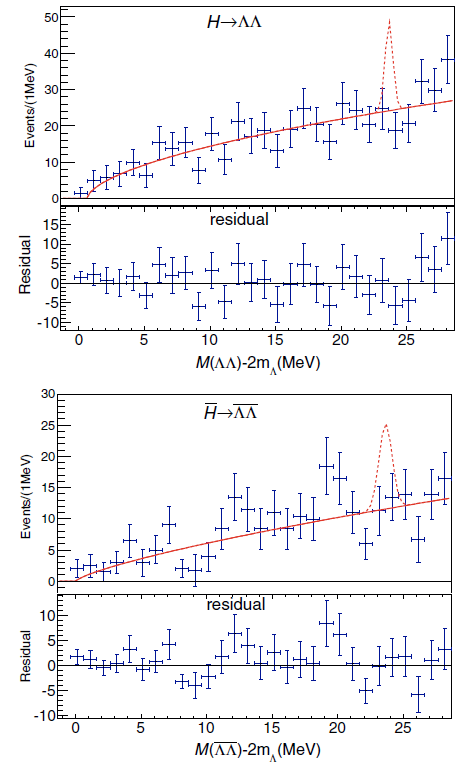 H→ΛΛ
Events/(1MeV)
50
40
30
20
10
0
residual
Residual
15
10
5
0
-5
-10
0 5 10 15 20 25
M(ΛΛ)-2m_Λ(MeV)
H̅→Λ̅Λ̅
Events/(1MeV)
30
25
20
15
10
5
0
residual
Residual
10
5
0
-5
-10
0 5 10 15 20 25
M(Λ̅Λ̅)-2m_Λ(MeV)